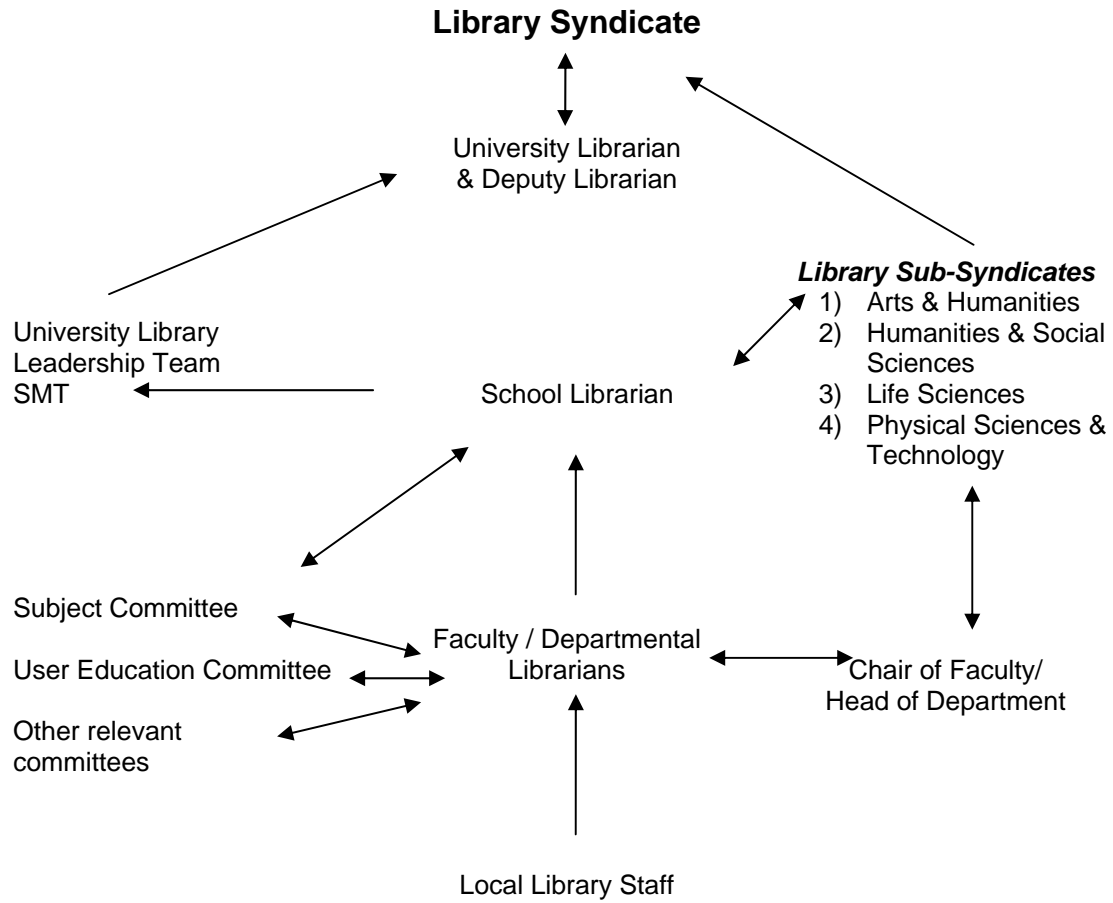 Library Syndicate
University Librarian
& Deputy Librarian
Library Sub-Syndicates
1) Arts & Humanities
2) Humanities & Social
Sciences
3) Life Sciences
4) Physical Sciences &
Technology
University Library
Leadership Team
SMT
School Librarian
Subject Committee
User Education Committee
Other relevant
committees
Faculty / Departmental
Librarians
Chair of Faculty/
Head of Department
Local Library Staff